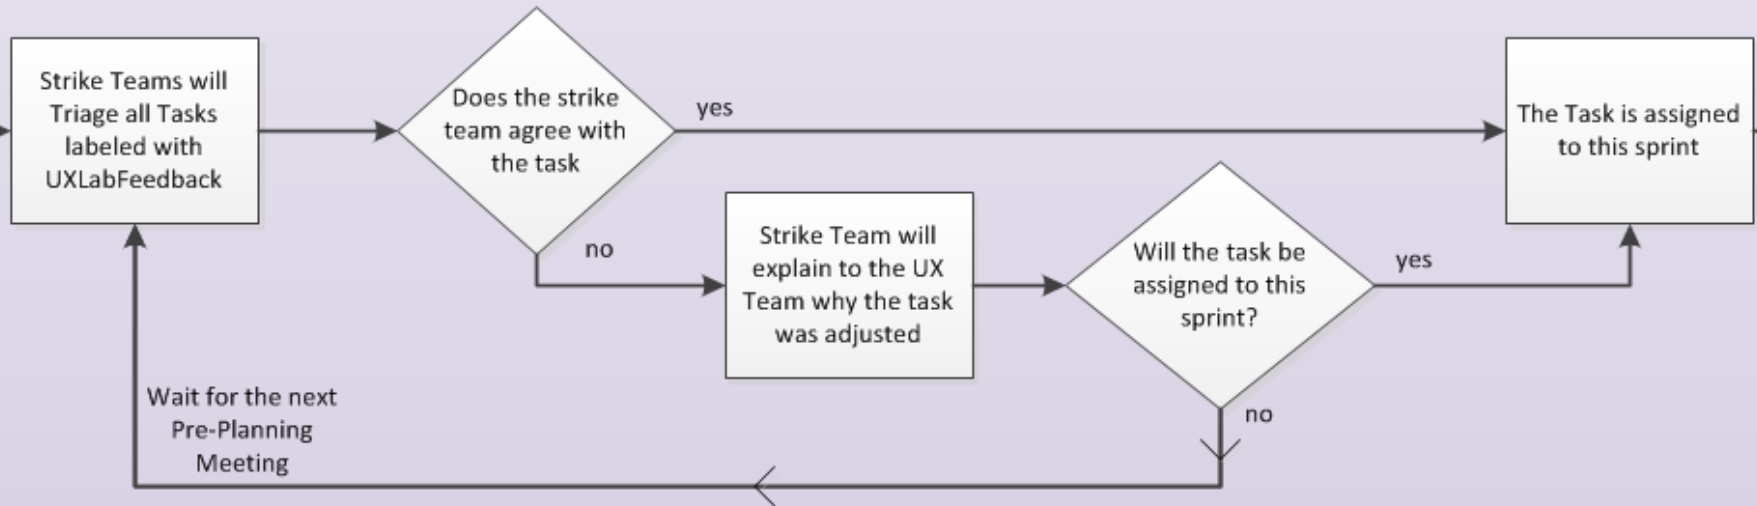 Strike Teams will
Triage all Tasks
labeled with
UXLabFeedback
Does the strike
team agree with
the task
yes
no
The Task is assigned
to this sprint
Strike Team will
explain to the UX
Team why the task
was adjusted
Will the task be
assigned to this
sprint?
yes
no
Wait for the next
Pre-Planning
Meeting